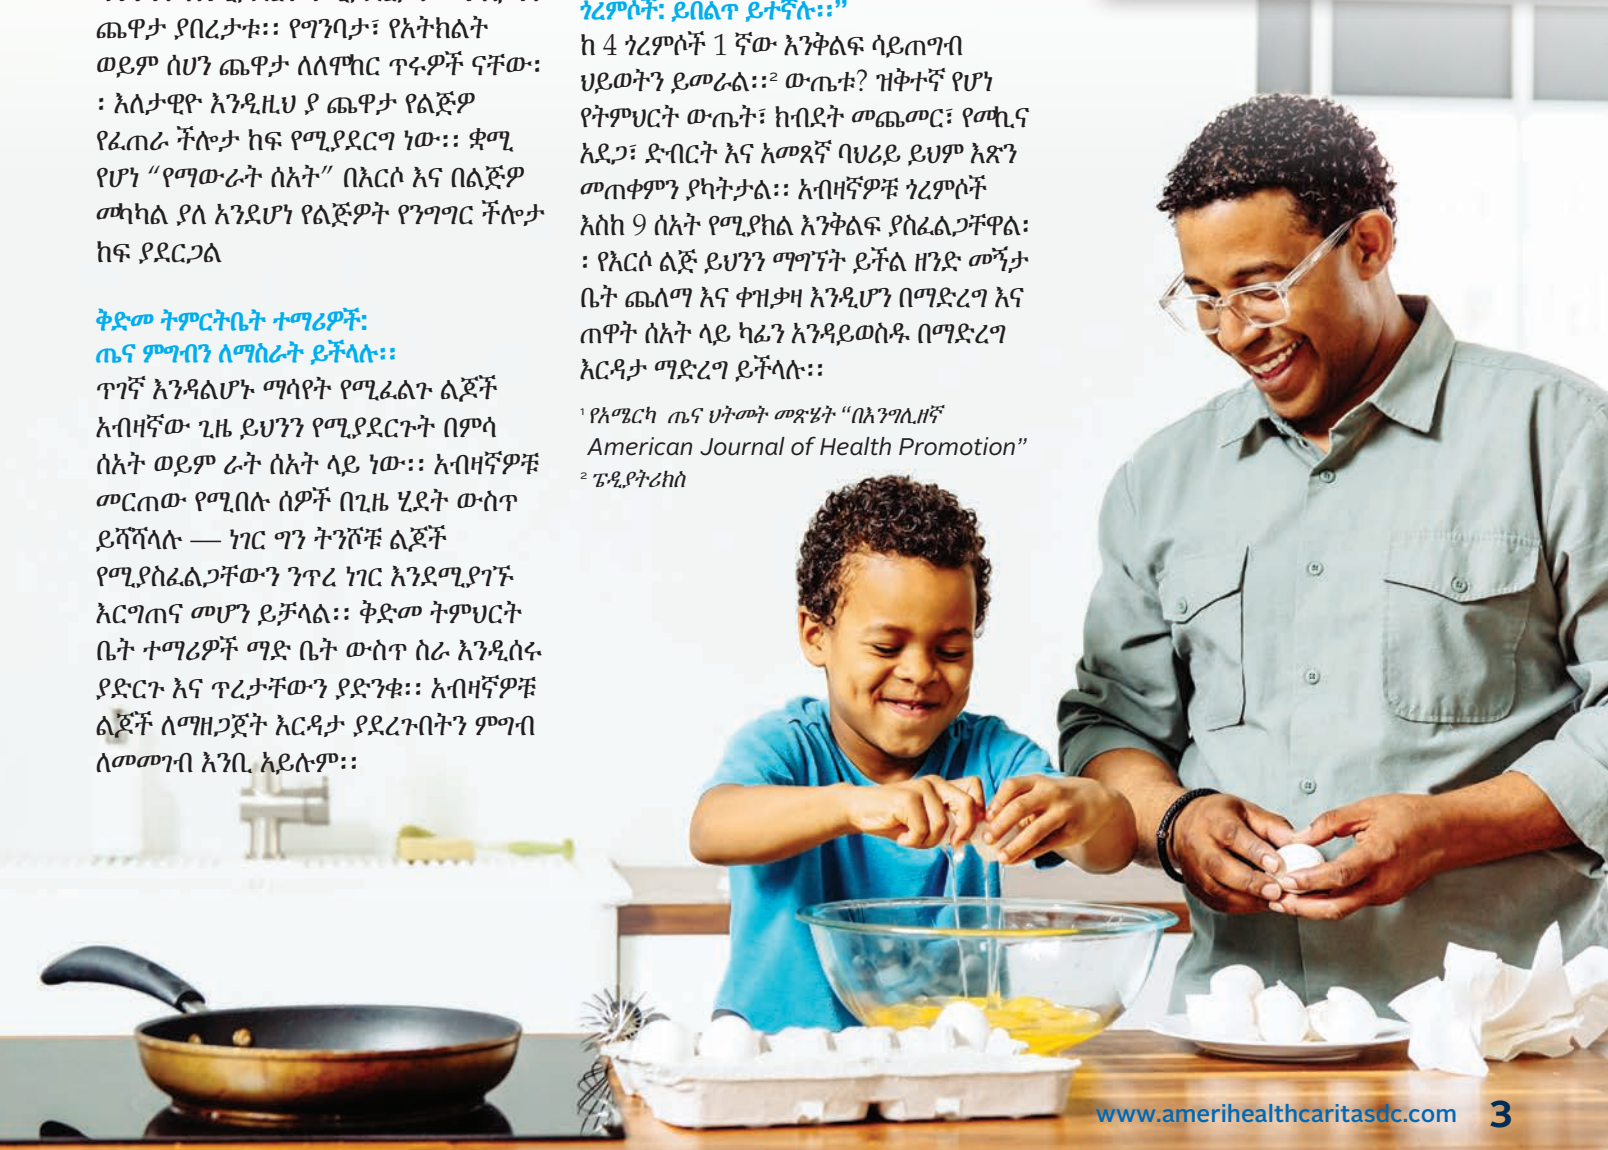 ጨዋታ ያበረታቱ፡፡ የግንባታ፣ የአትክልት
ወይም ሰሀን ጨዋታ ለለሞከር ጥሩዎች ናቸው፡
፡ እለታዊዮ እንዲዚህ ያ ጨዋታ የልጅዎ
የፈጠራ ችሎታ ከፍ የሚያደርግ ነው፡፡ ቋሚ
የሆነ “የማውራት ሰአት” በእርሶ እና በልጅዎ
መካካል ያለ አንደሆነ የልጅዎት የንግግር ችሎታ
ከፍ ያደርጋል
ቅድመ ትምርትቤት ተማሪዎች:
ጤና ምግብን ለማስራት ይችላሉ፡፡
ጥገኛ እንዳልሆኑ ማሳየት የሚፈልጉ ልጆች
አብዛኛው ጊዜ ይህንን የሚያደርጉት በምሳ
ሰአት ወይም ራት ሰአት ላይ ነው፡፡ አብዛኛዎቹ
መርጠው የሚበሉ ሰዎች በጊዜ ሂደት ውስጥ
ይሻሻላሉ — ነገር ግን ትንሾቹ ልጆች
የሚያስፈልጋቸውን ንጥረ ነገር እንደሚያገኙ
እርግጠና መሆን ይቻላል፡፡ ቅድመ ትምህርት
ቤት ተማሪዎች ማድ ቤት ውስጥ ስራ እንዲሰሩ
ያድርጉ እና ጥረታቸውን ያድንቁ፡፡ አብዛኛዎቹ
ልጆች ለማዘጋጀት እርዳታ ያደረጉበትን ምግብ
ለመመገብ እንቢ አይሉም፡፡
ጎረምሶች: ይበልጥ ይተኛሉ፡፡”
ከ 4 ጎረምሶች 1 ኛው እንቅልፍ ሳይጠግብ
ህይወትን ይመራል፡፡² ውጤቱ? ዝቅተኛ የሆነ
የትምህርት ውጤት፣ ክብደት መጨመር፣ የመኪና
አደጋ፣ ድብርት እና አመጸኛ ባህሪይ ይህም እጽን
መጠቀምን ያካትታል፡፡ አብዛኛዎቹ ጎረምሶች
እስከ 9 ሰአት የሚያክል እንቅልፍ ያስፈልጋቸዋል፡
፡ የእርሶ ልጅ ይህንን ማግኘት ይችል ዘንድ መኝታ
ቤት ጨለማ እና ቀዝቃዛ እንዲሆን በማድረግ እና
ጠዋት ሰአት ላይ ካፊን አንዳይወስዱ በማድረግ
እርዳታ ማድረግ ይችላሉ፡፡
¹ የአሜርካ ጤና ህትመት መጽሄት “በእንግሊዘኛ
American Journal of Health Promotion”
² ፔዲያትሪክስ
www.amerihealthcaritasdc.com 3